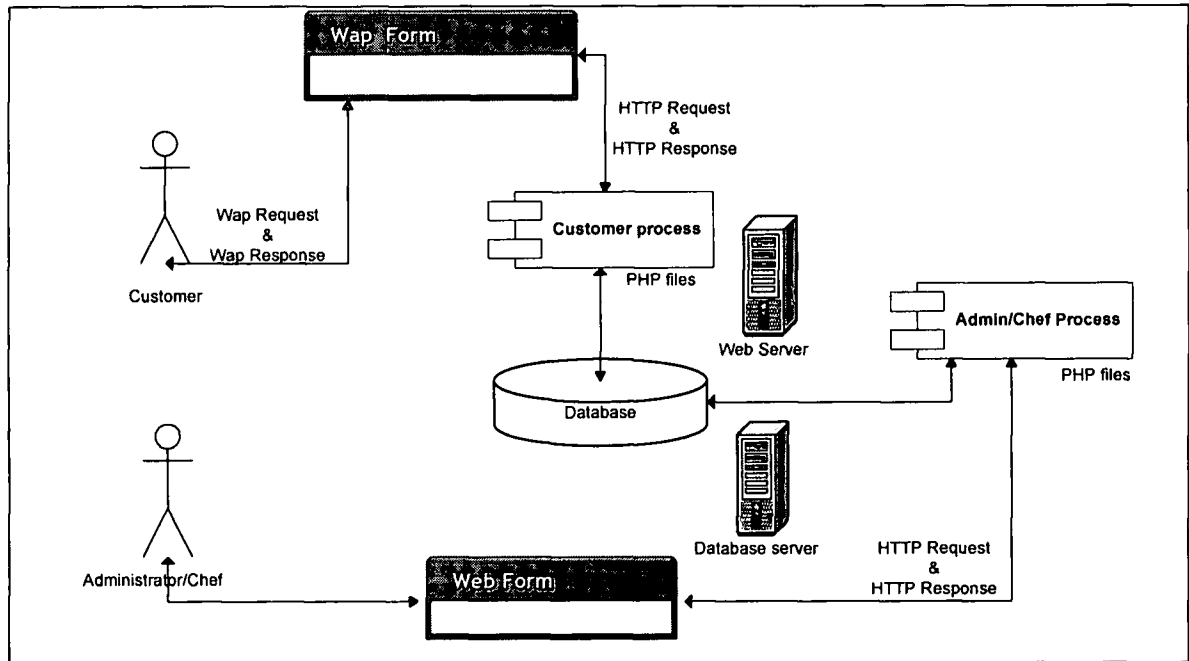 Wap Form
HTTP Request
&
HTTP Response
Wap Request
&
Wap Response
Customer
Customer process
PHP files
Web Server
Admin/Chef Process
PHP files
Database
Database server
Administrator/Chef
Web Form
HTTP Request
&
HTTP Response